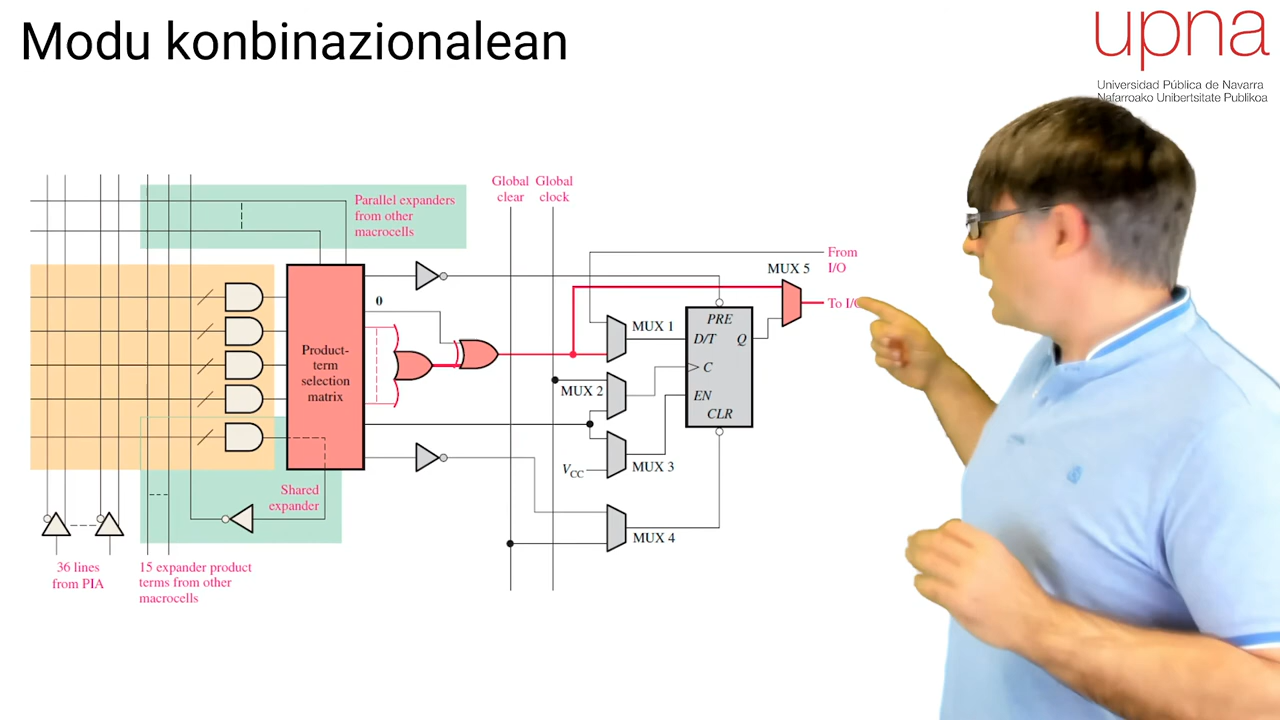 Modu konbinazionalean
upna
Universidad Pública de Navarra
Nafarroako Unibertsitate Publikoa
Parallel expanders
from other
macrocells
Global
clear
Global
clock
From
I/O
MUX 5
To I/O
0
MUX 1
PRE
D/T
Q
C
EN
CLR
Product-
term
selection
matrix
MUX 2
MUX 3
VCC
MUX 4
Shared
expander
36 lines
from PIA
15 expander product
terms from other
macrocells